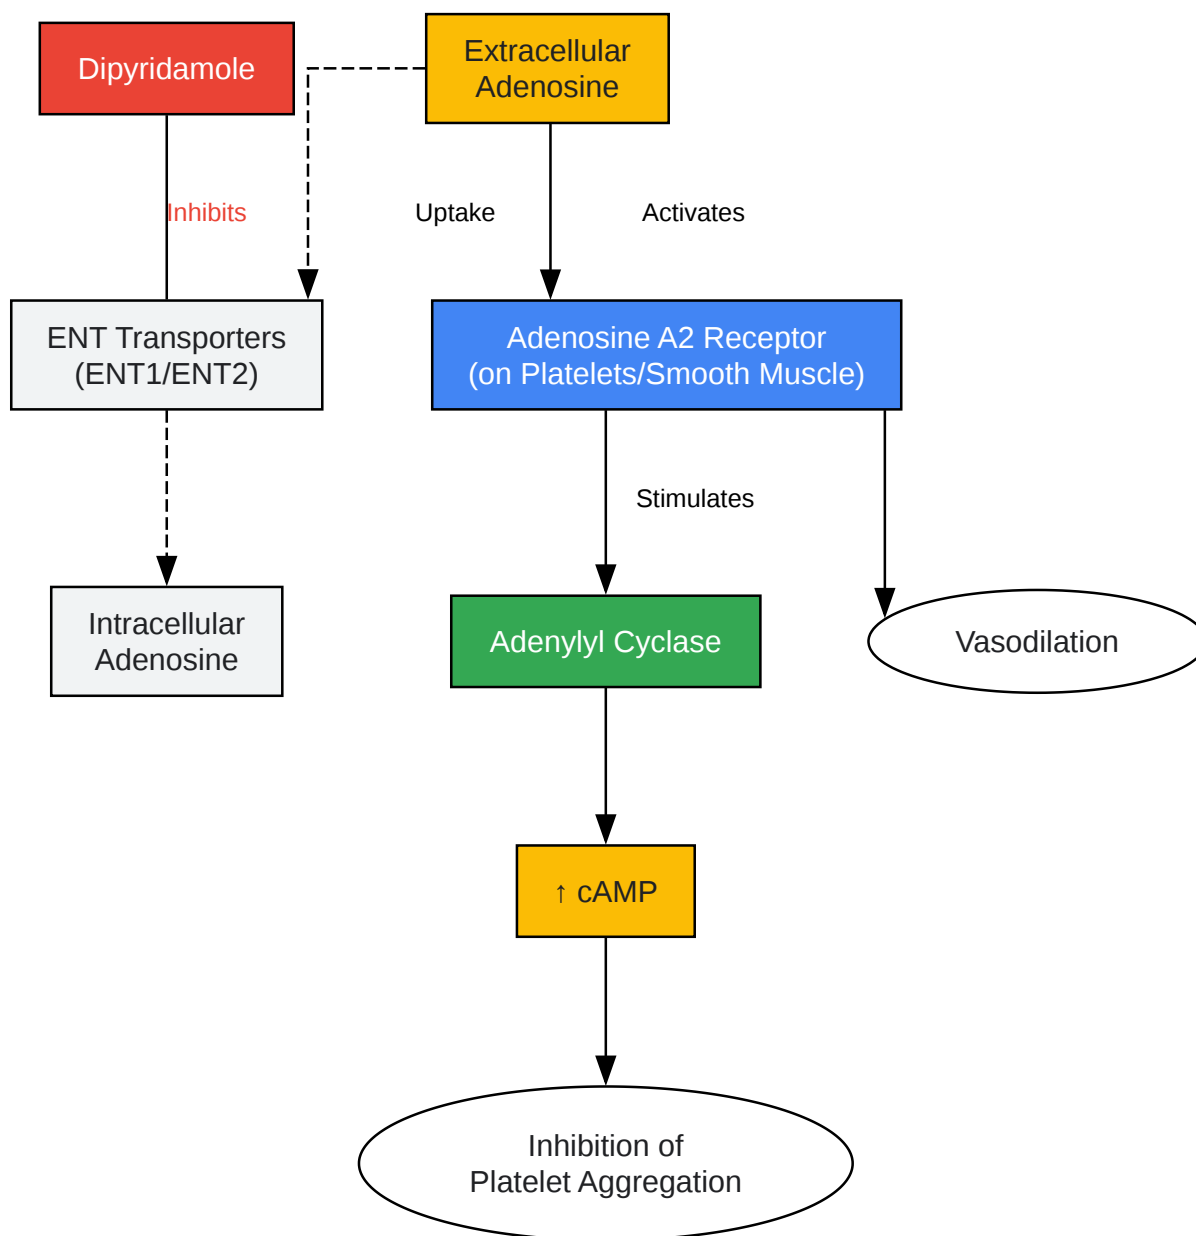 Dipyridamole
Extracellular
Adenosine
Inhibits
Uptake
Activates
ENT Transporters
(ENT1/ENT2)
Adenosine A2 Receptor
(on Platelets/Smooth Muscle)
Stimulates
Intracellular
Adenosine
Adenylyl Cyclase
Vasodilation
↑ cAMP
Inhibition of
Platelet Aggregation